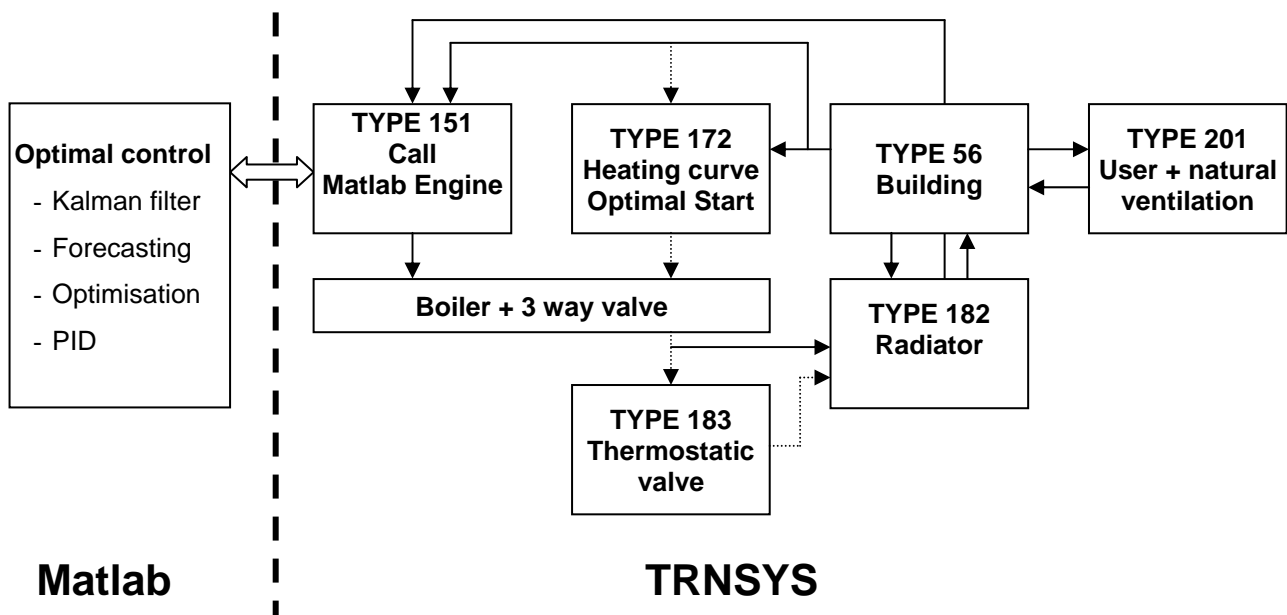 Optimal control
- Kalman filter
- Forecasting
- Optimisation
- PID
TYPE 151
Call
Matlab Engine
TYPE 172
Heating curve
Optimal Start
TYPE 56
Building
TYPE 201
User + natural
ventilation
Boiler + 3 way valve
TYPE 182
Radiator
TYPE 183
Thermostatic
valve
Matlab
TRNSYS